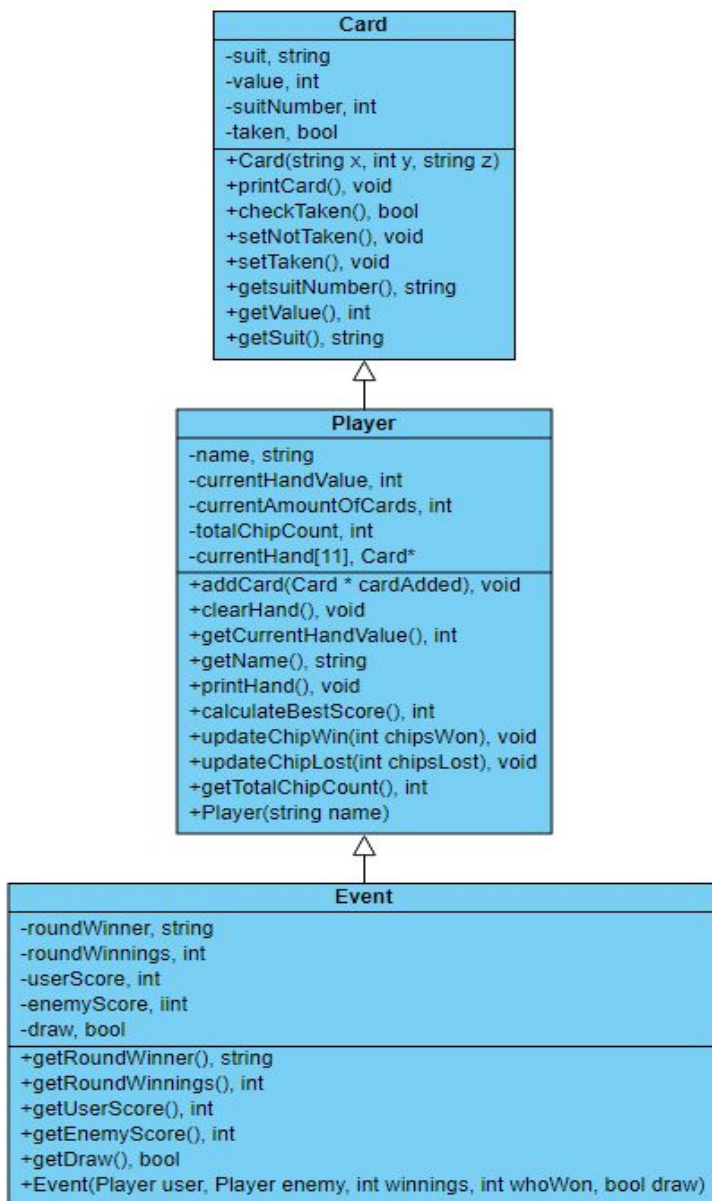 Card
-suit, string
-value, int
-suitNumber, int
-taken, bool
+Card(string x, int y, string z)
+printCard(), void
+checkTaken(), bool
+setNotTaken(), void
+setTaken(), void
+getsuitNumber(), string
+getValue(), int
+getSuit(), string
Player
-name, string
-currentHandValue, int
-currentAmountOfCards, int
-totalChipCount, int
-currentHand[11], Card*
+addCard(Card * cardAdded), void
+clearHand(), void
+getCurrentHandValue(), int
+getName(), string
+printHand(), void
+calculateBestScore(), int
+updateChipWin(int chipsWon), void
+updateChipLost(int chipsLost), void
+getTotalChipCount(), int
+Player(string name)
Event
-roundWinner, string
-roundWinnings, int
-userScore, int
-enemyScore, iint
-draw, bool
+getRoundWinner(), string
+getRoundWinnings(), int
+getUserScore(), int
+getEnemyScore(), int
+getDraw(), bool
+Event(Player user, Player enemy, int winnings, int whoWon, bool draw)